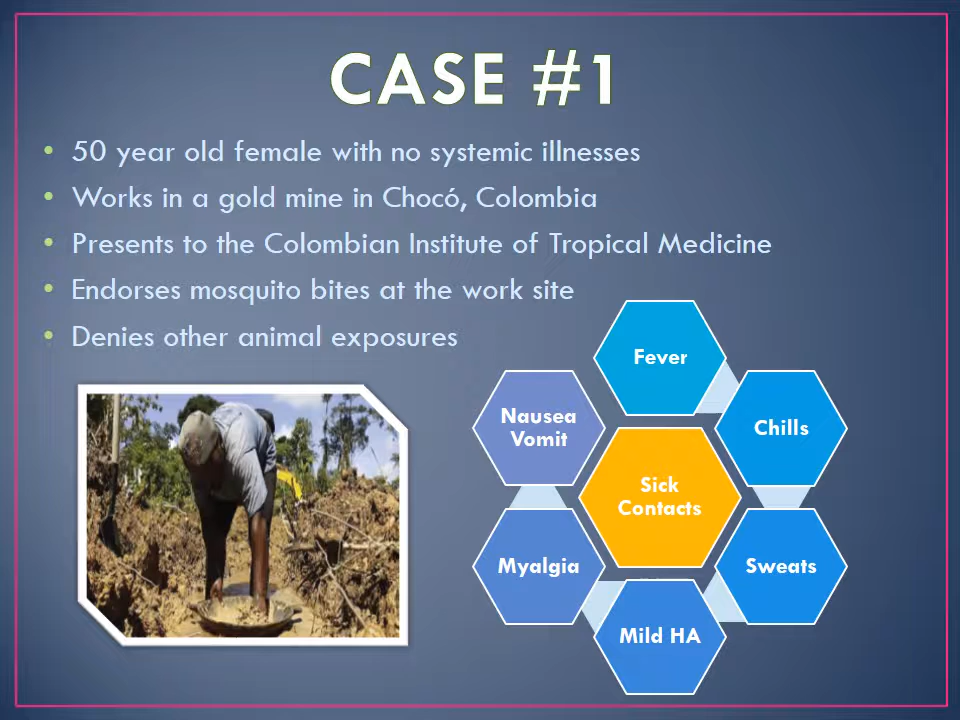 CASE #1
• 50 year old female with no systemic illnesses
• Works in a gold mine in Chocó, Colombia
• Presents to the Colombian Institute of Tropical Medicine
• Endorses mosquito bites at the work site
• Denies other animal exposures
Fever
Chills
Sweats
Mild HA
Myalgia
Nausea
Vomit
Sick
Contacts